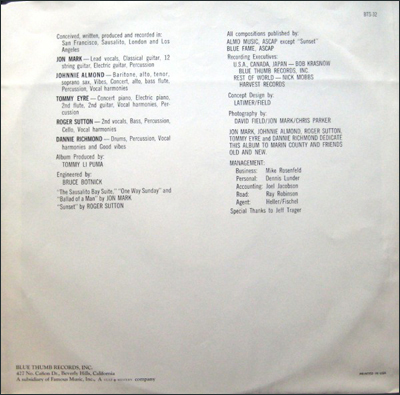 BTS 32
Conceived, written, produced and recorded in:
San Francisco, Sausalito, London and Los
Angeles
JON MARK – Lead vocals, Classical guitar, 12
string guitar, Electric guitar, Percussion
JOHNNIE ALMOND – Baritone, alto, tenor,
soprano sax, Vibes, Concert, alto, bass flute,
Percussion, Vocal harmonies
TOMMY EYRE – Concert piano, Electric piano,
2nd flute, 2nd guitar, Vocal harmonies, Per-
cussion
ROGER SUTTON – 2nd vocals, Bass, Percussion,
Cello, Vocal harmonies
DANNIE RICHMOND – Drums, Percussion, Vocal
harmonies and Good vibes
Album Produced by:
TOMMY LI PUMA
Engineered by:
BRUCE BOTNICK
"The Sausalito Bay Suite," "One Way Sunday" and
"Ballad of a Man" by JON MARK
"Sunset" by ROGER SUTTON
All compositions published by:
ALMO MUSIC, ASCAP except "Sunset"
BLUE FAME, ASCAP
Recording Executives:
U.S.A., CANADA, JAPAN – BOB KRASNOW
BLUE THUMB RECORDS, INC.
REST OF WORLD – NICK MOBBS
HARVEST RECORDS
Concept Design by:
LATIMER/FIELD
Photography by:
DAVID FIELD/JON MARK/CHRIS PARKER
JON MARK, JOHNNIE ALMOND, ROGER SUTTON,
TOMMY EYRE and DANNIE RICHMOND DEDICATE
THIS ALBUM TO MARIN COUNTY AND FRIENDS
OLD AND NEW.
MANAGEMENT:
Business: Mike Rosenfeld
Personal: Dennis Lunder
Accounting: Joel Jacobson
Road: Ray Robinson
Agent: Heller/Fischel
Special Thanks to Jeff Trager
BLUE THUMB RECORDS, INC.
427 No. Cañon Dr., Beverly Hills, California
A subsidiary of Famous Music, Inc., A company